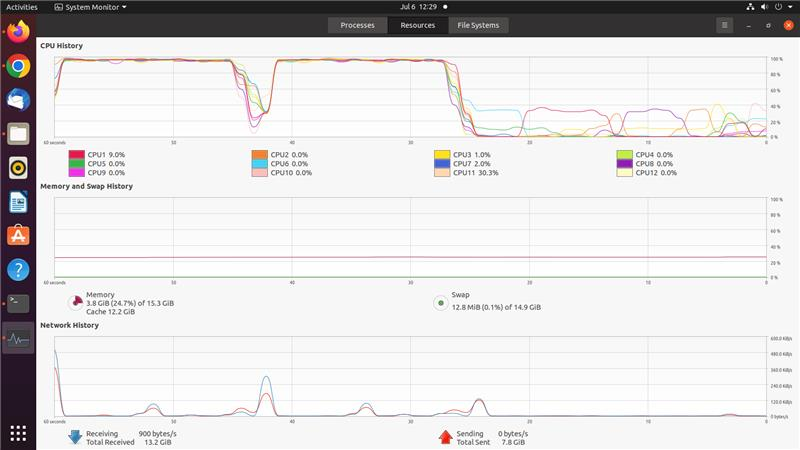 Activities System Monitor Jul 6 12:29
Processes Resources File Systems
CPU History
100 %
80 %
60 %
40 %
20 %
0 %
60 seconds 50 40 30 20 10 0
CPU1 9.0% CPU2 0.0% CPU3 1.0% CPU4 0.0%
CPU5 0.0% CPU6 0.0% CPU7 2.0% CPU8 0.0%
CPU9 0.0% CPU10 0.0% CPU11 30.3% CPU12 0.0%
Memory and Swap History
100 %
80 %
60 %
40 %
20 %
0 %
60 seconds 50 40 30 20 10 0
Memory
3.8 GiB (24.7%) of 15.3 GiB
Cache 12.2 GiB
Swap
12.8 MiB (0.1%) of 14.9 GiB
Network History
600.0 KiB/s
480.0 KiB/s
360.0 KiB/s
240.0 KiB/s
120.0 KiB/s
0 bytes/s
60 seconds 50 40 30 20 10 0
Receiving 900 bytes/s
Total Received 13.2 GiB
Sending 0 bytes/s
Total Sent 7.8 GiB